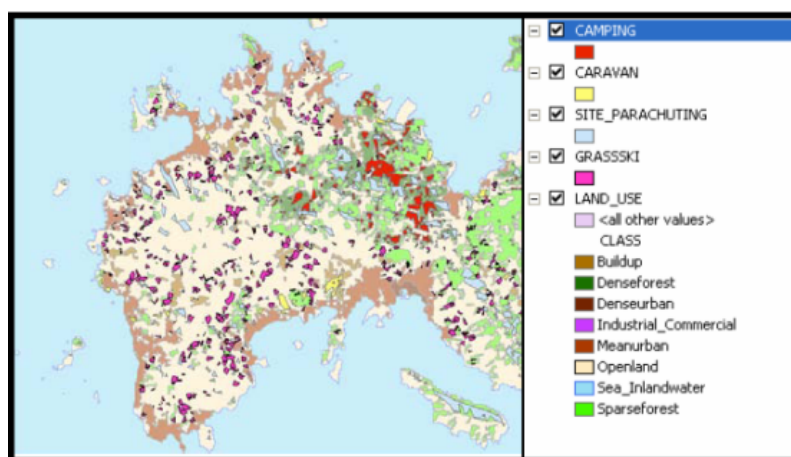 CAMPING
CARAVAN
SITE_PARACHUTING
GRASSSKI
LAND_USE
<all other values>
CLASS
Buildup
Denseforest
Denseurban
Industrial_Commercial
Meanurban
Openland
Sea_Inlandwater
Sparseforest